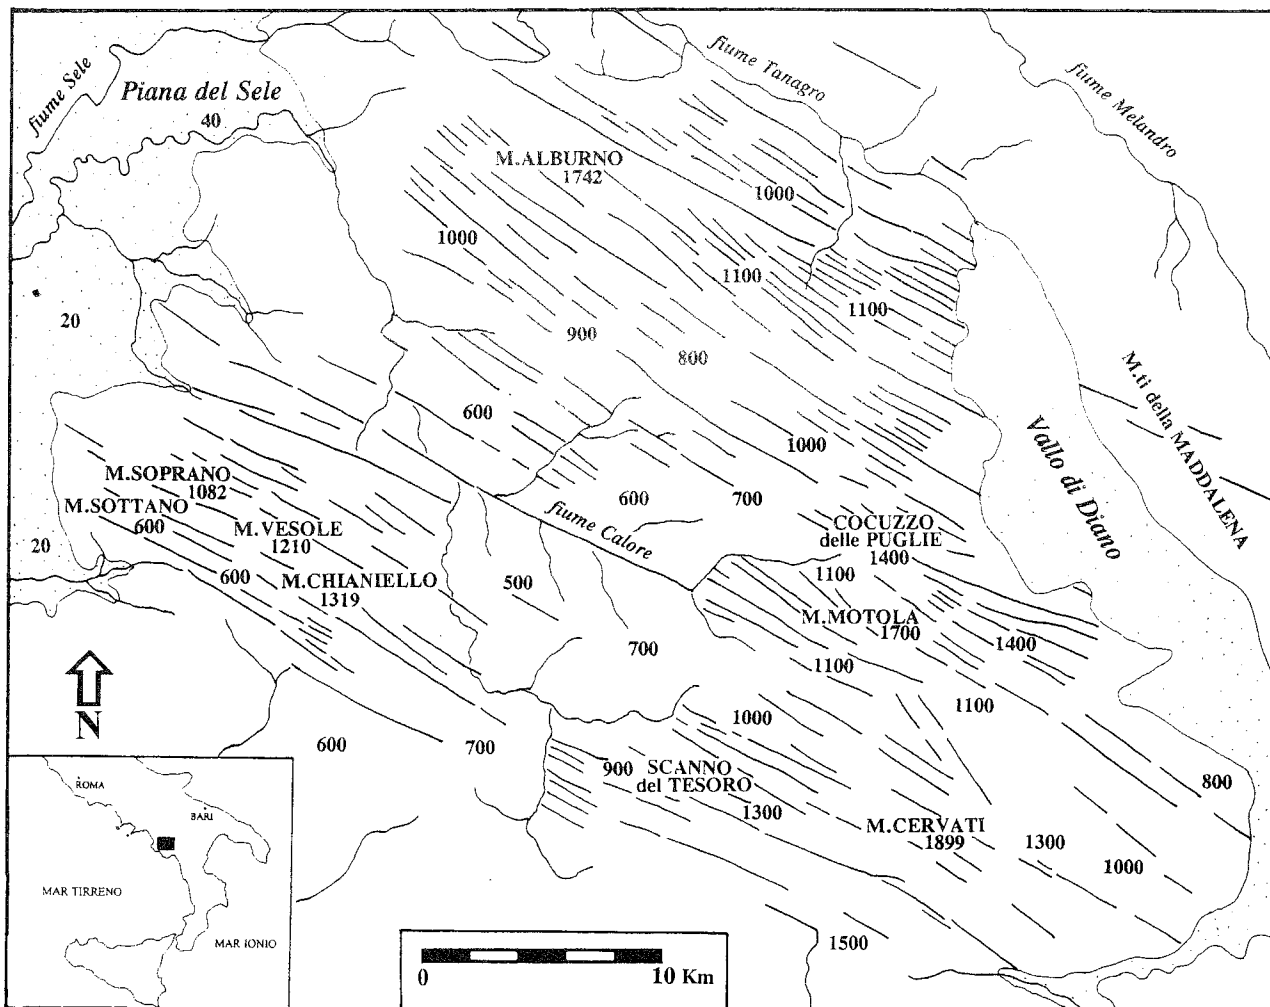 fiume Sele
Piana del Sele
40
fiume Tanagro
fiume Melandro
M.ALBURNO
1742
1000
1000
1100
1100
20
900
800
600
1000
M.ti della MADDALENA
Vallo di Diano
M.SOPRANO
1082
M.SOTTANO
600
M.VESOLE
1210
600
700
fiume Calore
COCUZZO
delle PUGLIE
1400
20
600
M.CHIANIELLO
1319
500
1100
M.MOTOLA
1700
1400
700
1100
1100
N
600
700
1000
900
SCANNO
del TESORO
1300
800
M.CERVATI
1899
1300
1000
1500
ROMA
BARI
MAR TIRRENO
MAR IONIO
0
10 Km